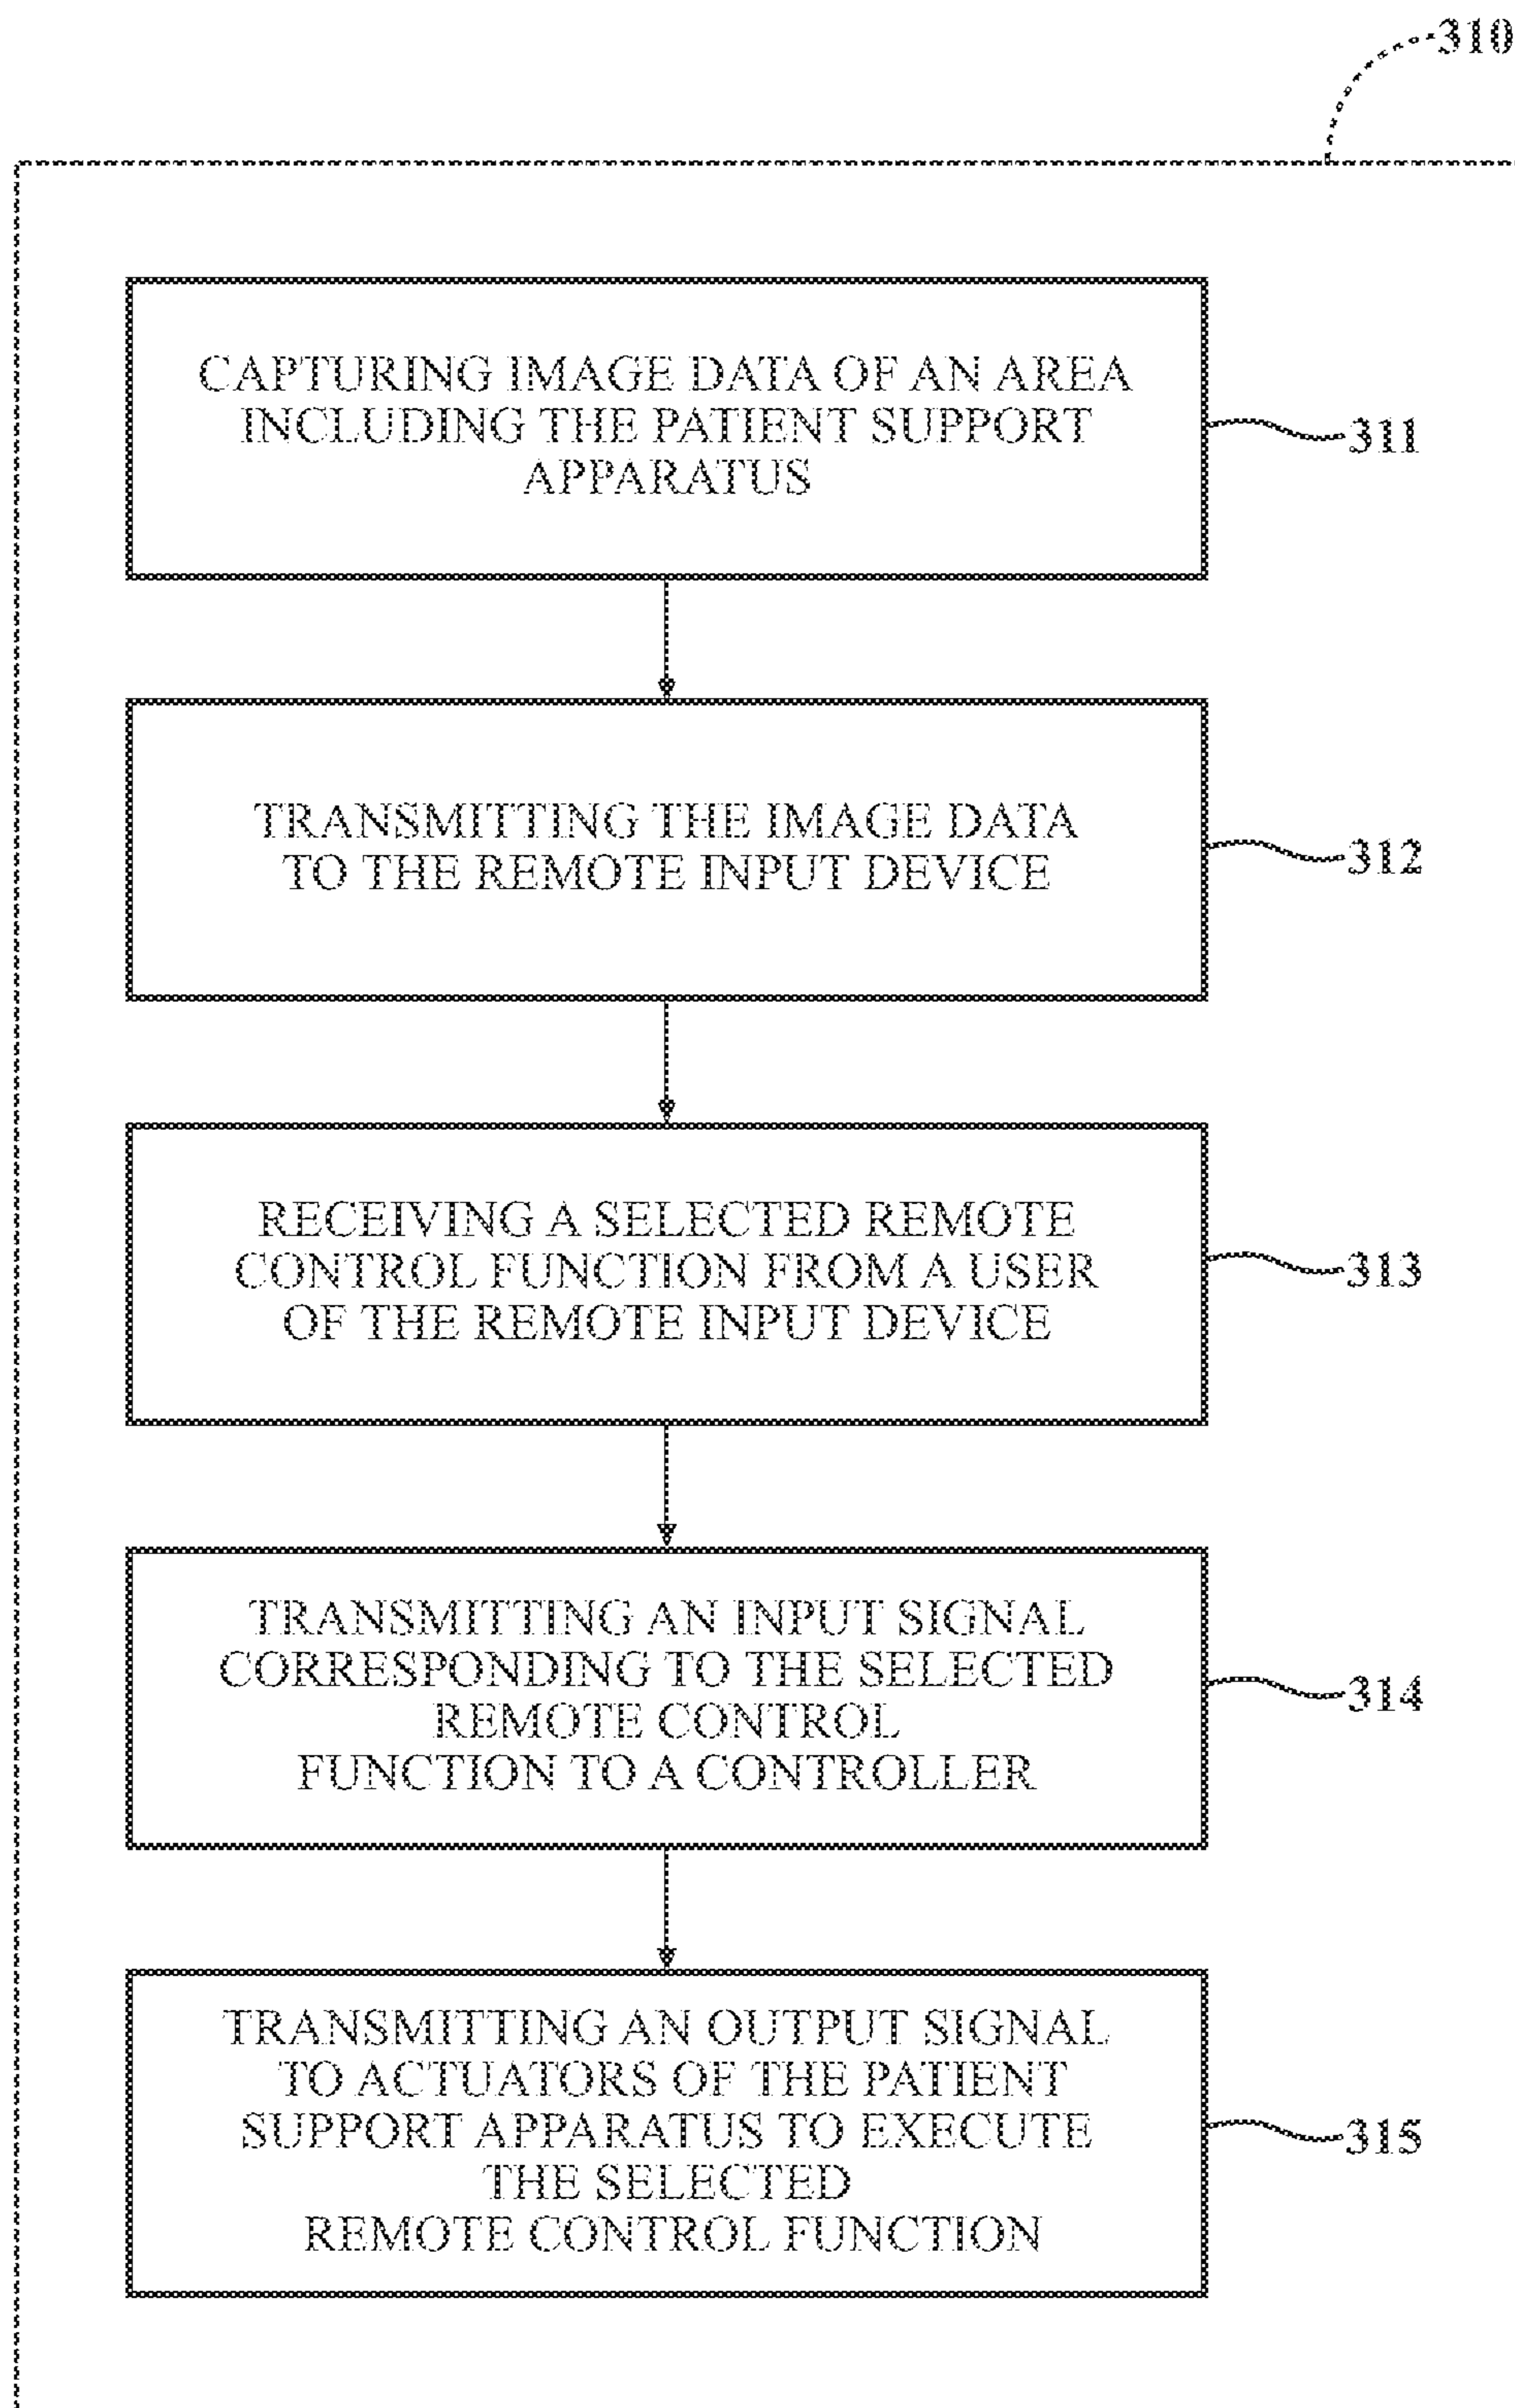 310
CAPTURING IMAGE DATA OF AN AREA
INCLUDING THE PATIENT SUPPORT
APPARATUS
311
TRANSMITTING THE IMAGE DATA
TO THE REMOTE INPUT DEVICE
312
RECEIVING A SELECTED REMOTE
CONTROL FUNCTION FROM A USER
OF THE REMOTE INPUT DEVICE
313
TRANSMITTING AN INPUT SIGNAL
CORRESPONDING TO THE SELECTED
REMOTE CONTROL
FUNCTION TO A CONTROLLER
314
TRANSMITTING AN OUTPUT SIGNAL
TO ACTUATORS OF THE PATIENT
SUPPORT APPARATUS TO EXECUTE
THE SELECTED
REMOTE CONTROL FUNCTION
315